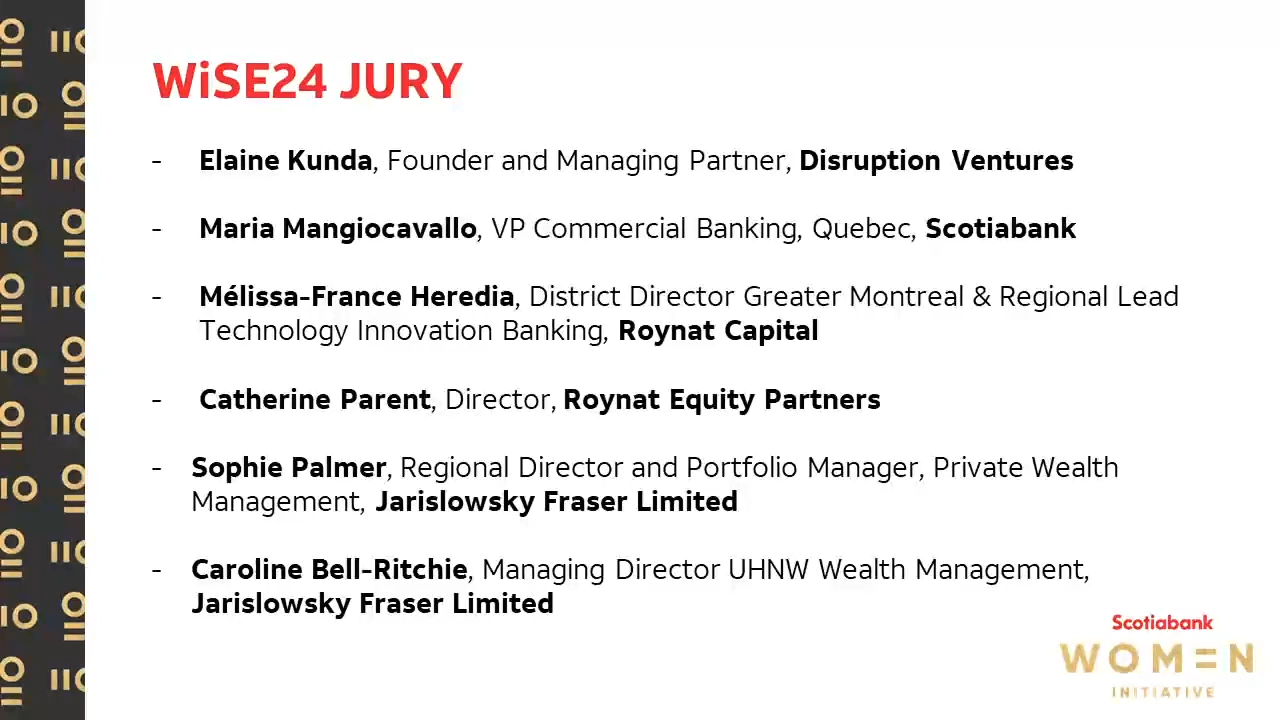 WiSE24 JURY
- Elaine Kunda, Founder and Managing Partner, Disruption Ventures
- Maria Mangiocavallo, VP Commercial Banking, Quebec, Scotiabank
- Mélissa-France Heredia, District Director Greater Montreal & Regional Lead
Technology Innovation Banking, Roynat Capital
- Catherine Parent, Director, Roynat Equity Partners
- Sophie Palmer, Regional Director and Portfolio Manager, Private Wealth
Management, Jarislowsky Fraser Limited
- Caroline Bell-Ritchie, Managing Director UHNW Wealth Management,
Jarislowsky Fraser Limited
Scotiabank
WOMEN
INITIATIVE